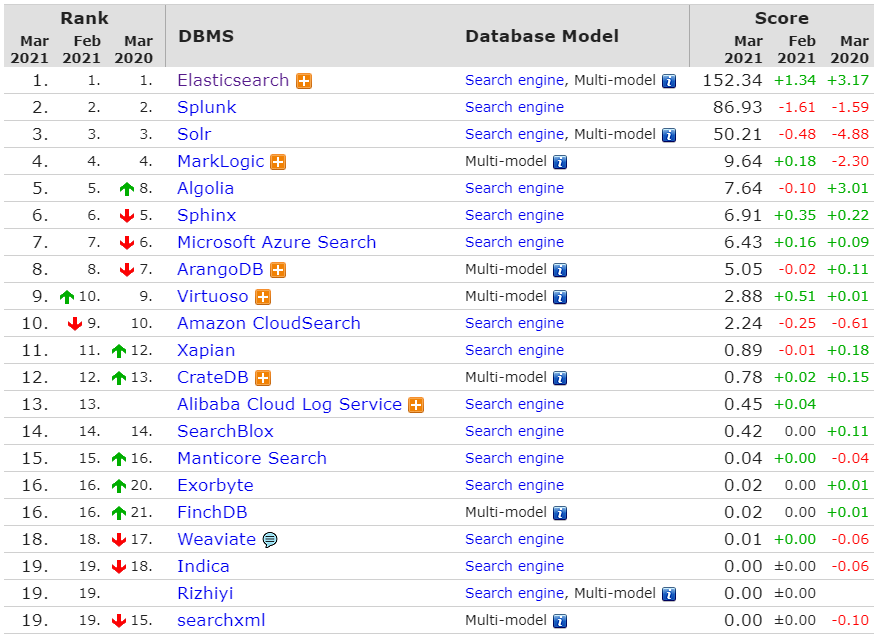 Rank DBMS Database Model Score
Mar 2021 Feb 2021 Mar 2020 Mar 2021 Feb 2021 Mar 2020
1. 1. 1. Elasticsearch Search engine, Multi-model 152.34 +1.34 +3.17
2. 2. 2. Splunk Search engine 86.93 -1.61 -1.59
3. 3. 3. Solr Search engine, Multi-model 50.21 -0.48 -4.88
4. 4. 4. MarkLogic Multi-model 9.64 +0.18 -2.30
5. 5. 8. Algolia Search engine 7.64 -0.10 +3.01
6. 6. 5. Sphinx Search engine 6.91 +0.35 +0.22
7. 7. 6. Microsoft Azure Search Search engine 6.43 +0.16 +0.09
8. 8. 7. ArangoDB Multi-model 5.05 -0.02 +0.11
9. 10. 9. Virtuoso Multi-model 2.88 +0.51 +0.01
10. 9. 10. Amazon CloudSearch Search engine 2.24 -0.25 -0.61
11. 11. 12. Xapian Search engine 0.89 -0.01 +0.18
12. 12. 13. CrateDB Multi-model 0.78 +0.02 +0.15
13. 13. Alibaba Cloud Log Service Search engine 0.45 +0.04
14. 14. 14. SearchBlox Search engine 0.42 0.00 +0.11
15. 15. 16. Manticore Search Search engine 0.04 +0.00 -0.04
16. 16. 20. Exorbyte Search engine 0.02 0.00 +0.01
16. 16. 21. FinchDB Multi-model 0.02 0.00 +0.01
18. 18. 17. Weaviate Search engine 0.01 +0.00 -0.06
19. 19. 18. Indica Search engine 0.00 ±0.00 -0.06
19. 19. Rizhiyi Search engine, Multi-model 0.00 ±0.00
19. 19. 15. searchxml Multi-model 0.00 ±0.00 -0.10